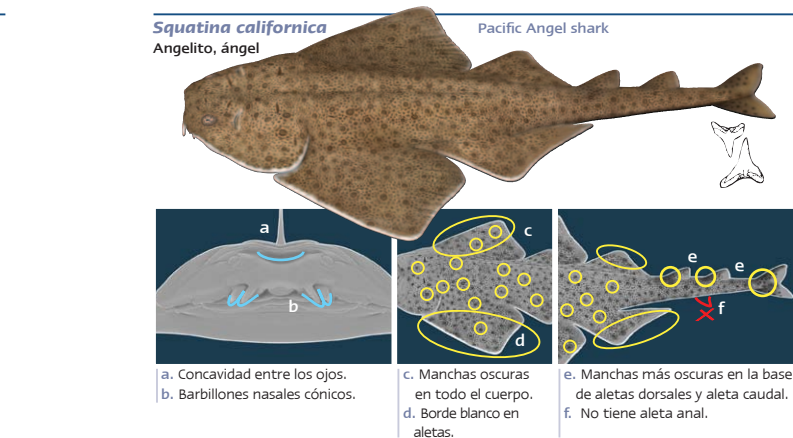 Squatina californica
Pacific Angel shark
Angelito, ángel
a
b
c
d
e
e
f
a. Concavidad entre los ojos.
b. Barbillones nasales cónicos.
c. Manchas oscuras
en todo el cuerpo.
d. Borde blanco en
aletas.
e. Manchas más oscuras en la base
de aletas dorsales y aleta caudal.
f. No tiene aleta anal.